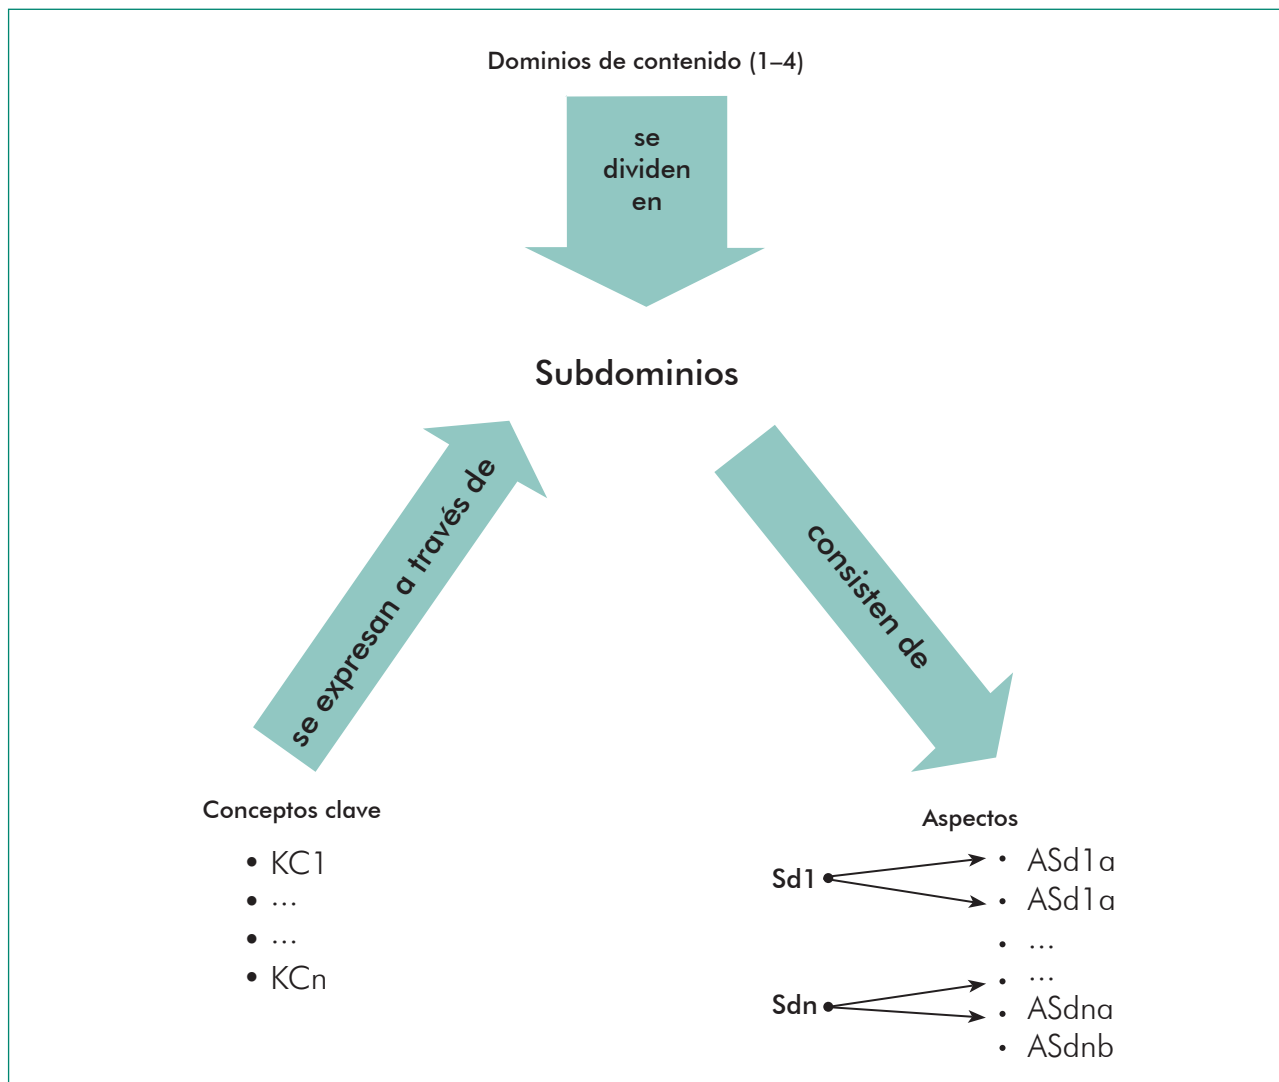 Dominios de contenido (1–4)
se
dividen
en
Subdominios
se expresan a través de
consisten de
Conceptos clave
• KC1
• ...
• ...
• KCn
Aspectos
Sd1
• ASd1a
• ASd1a
• ...
• ...
Sdn
• ASdna
• ASdnb